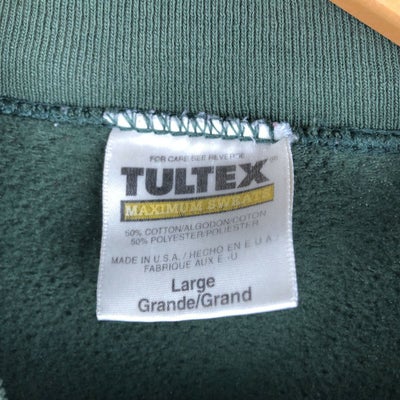 FOR CARE SEE REVERSE
TULTEX®
MAXIMUM SWEATS
50% COTTON/ALGODON/COTON
50% POLYESTER/POLIESTER
MADE IN U.S.A./HECHO EN E.U.A./
FABRIQUE AUX E.-U
Large
Grande/Grand